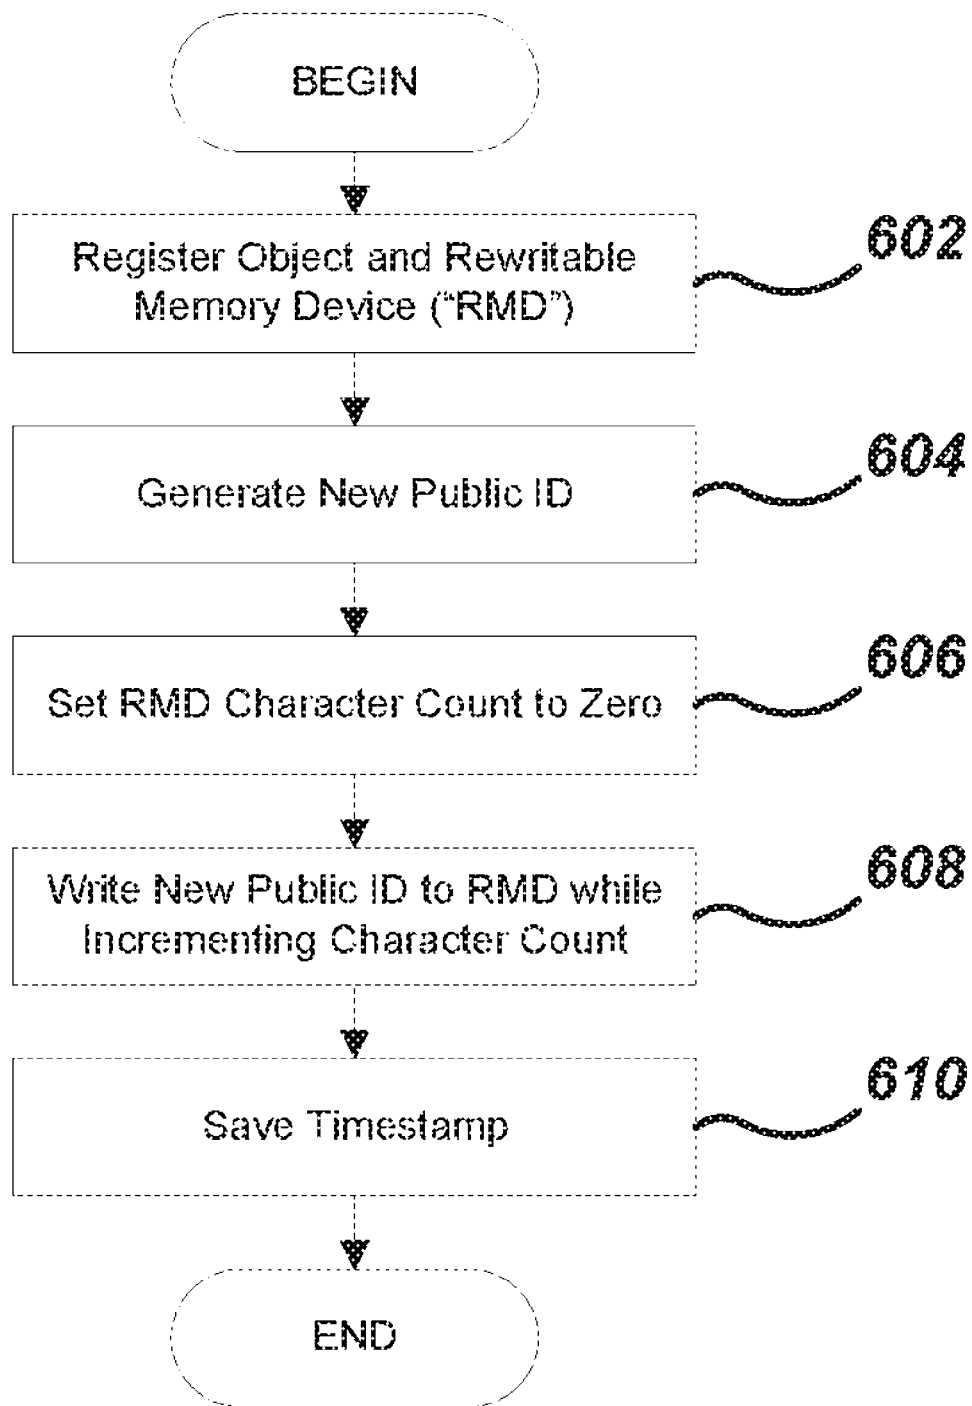 BEGIN
602
Register Object and Rewritable
Memory Device (“RMD”)
604
Generate New Public ID
606
Set RMD Character Count to Zero
608
Write New Public ID to RMD while
Incrementing Character Count
610
Save Timestamp
END